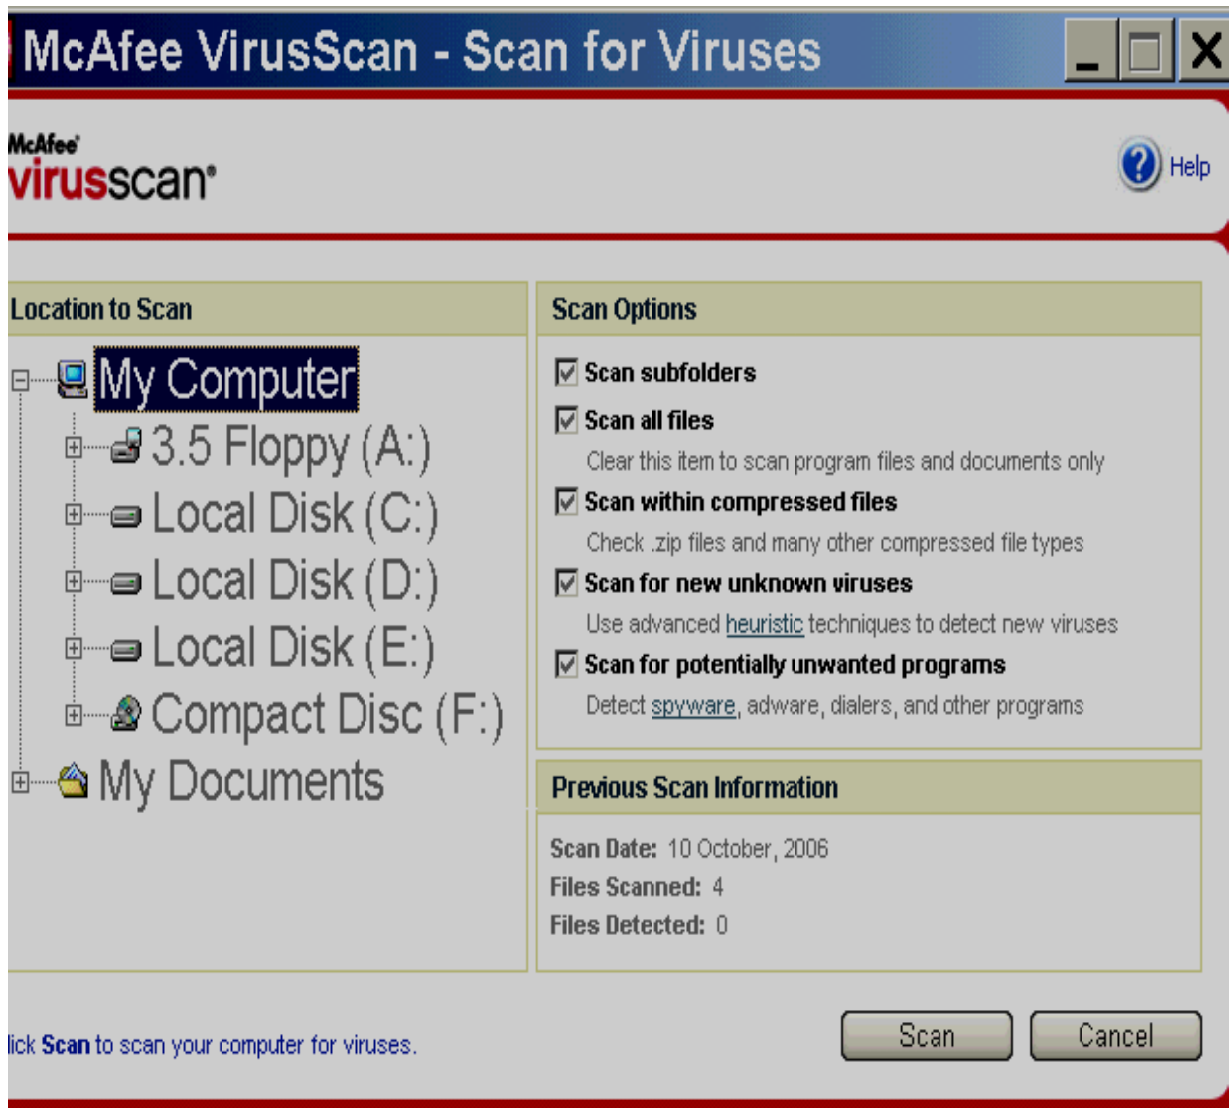 McAfee VirusScan - Scan for Viruses
McAfee
virusscan
Help
Location to Scan
My Computer
3.5 Floppy (A:)
Local Disk (C:)
Local Disk (D:)
Local Disk (E:)
Compact Disc (F:)
My Documents
Scan Options
Scan subfolders
Scan all files
Clear this item to scan program files and documents only
Scan within compressed files
Check .zip files and many other compressed file types
Scan for new unknown viruses
Use advanced heuristic techniques to detect new viruses
Scan for potentially unwanted programs
Detect spyware, adware, dialers, and other programs
Previous Scan Information
Scan Date: 10 October, 2006
Files Scanned: 4
Files Detected: 0
lick Scan to scan your computer for viruses.
Scan
Cancel